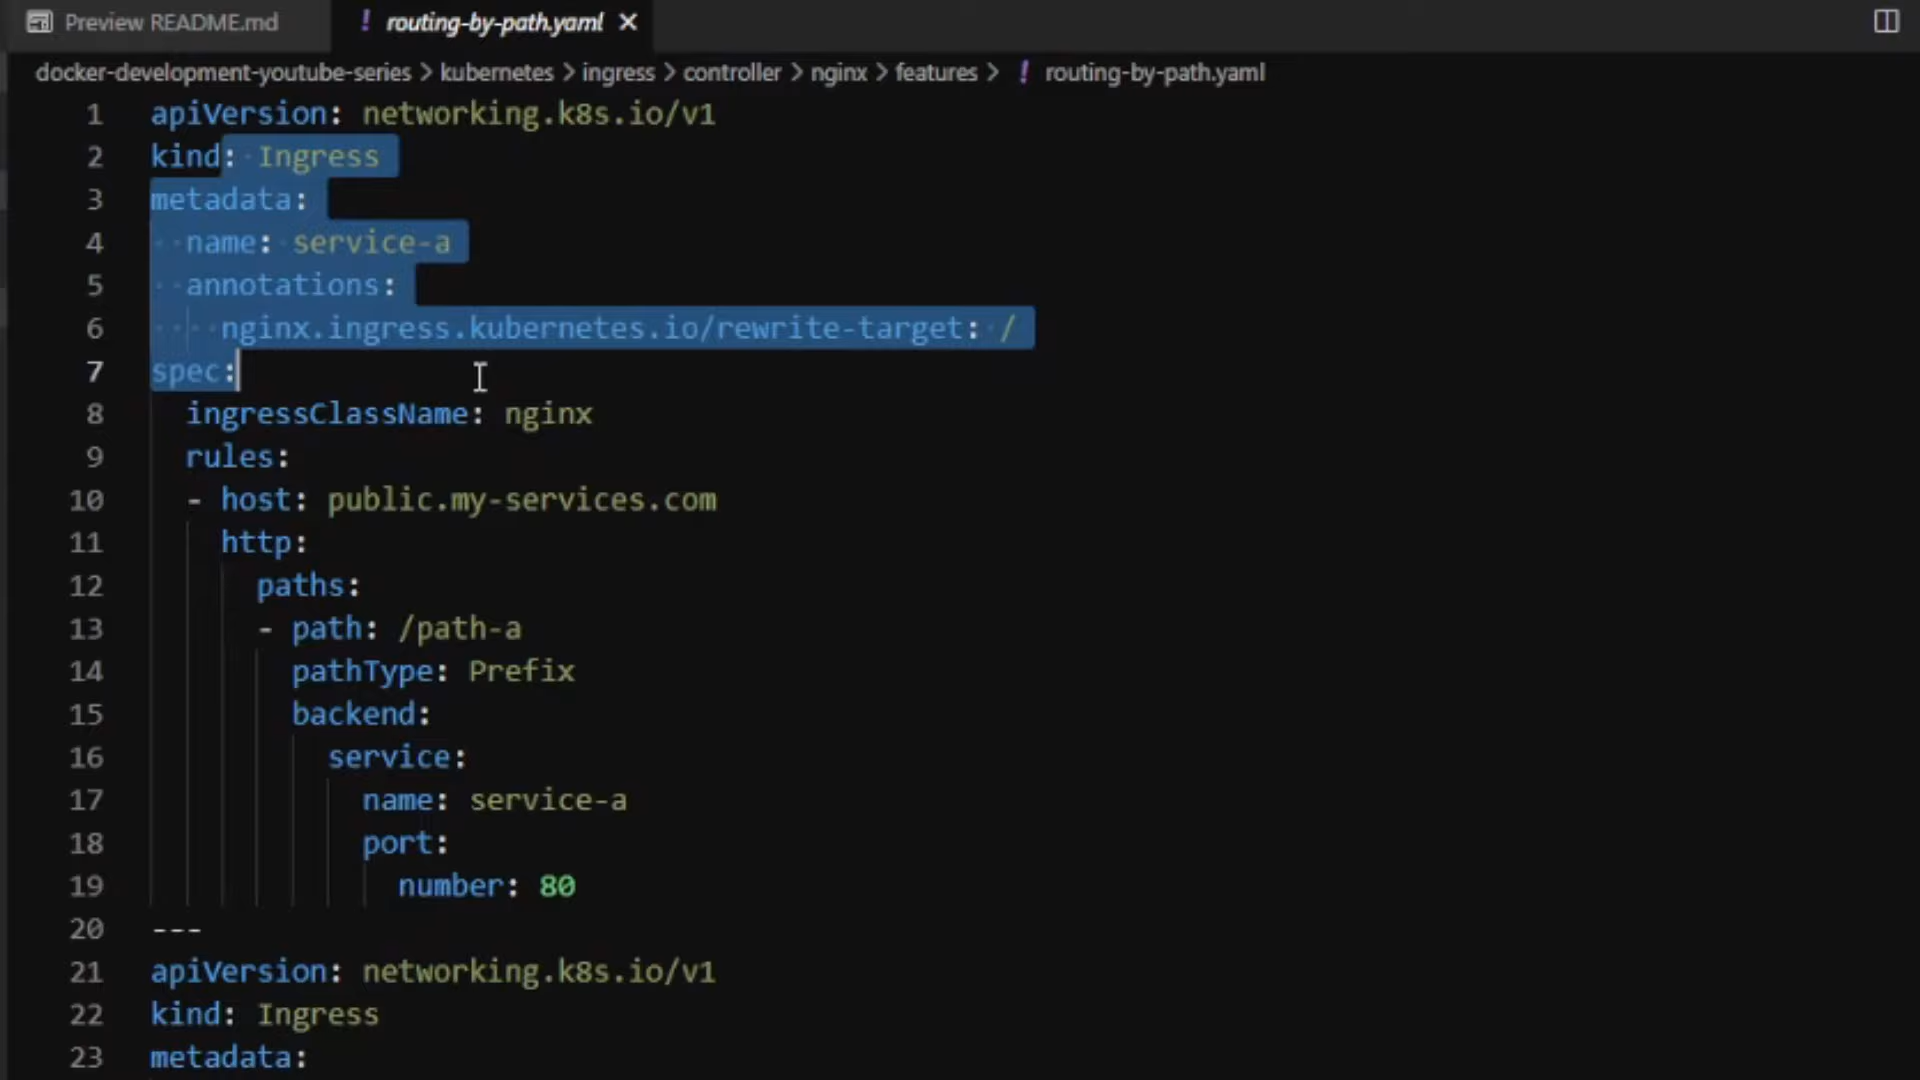 Preview README.md
! routing-by-path.yaml ×
docker-development-youtube-series > kubernetes > ingress > controller > nginx > features > ! routing-by-path.yaml
1 apiVersion: networking.k8s.io/v1
2 kind: Ingress
3 metadata:
4   name: service-a
5   annotations:
6     nginx.ingress.kubernetes.io/rewrite-target: /
7 spec:
8   ingressClassName: nginx
9   rules:
10   - host: public.my-services.com
11     http:
12       paths:
13       - path: /path-a
14         pathType: Prefix
15         backend:
16           service:
17             name: service-a
18             port:
19               number: 80
20 ---
21 apiVersion: networking.k8s.io/v1
22 kind: Ingress
23 metadata: